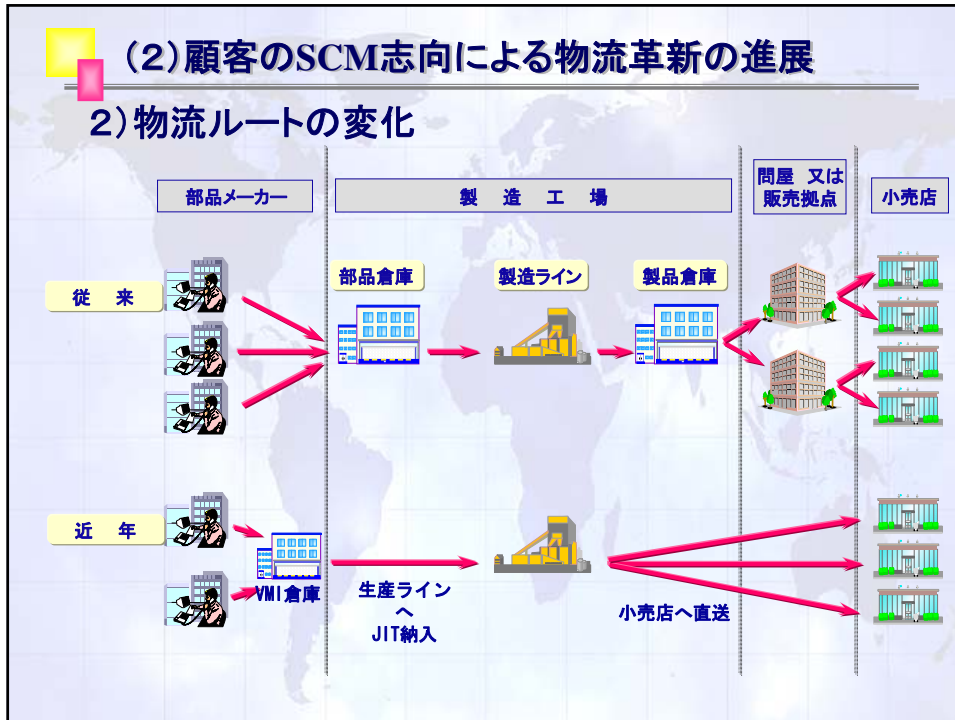 （２）顧客のSCM志向による物流革新の進展
２）物流ルートの変化
部品メーカー
製　造　工　場
問屋　又は
販売拠点
小売店
従　来
部品倉庫
製造ライン
製品倉庫
近　年
VMI倉庫
生産ライン
へ
JIT納入
小売店へ直送